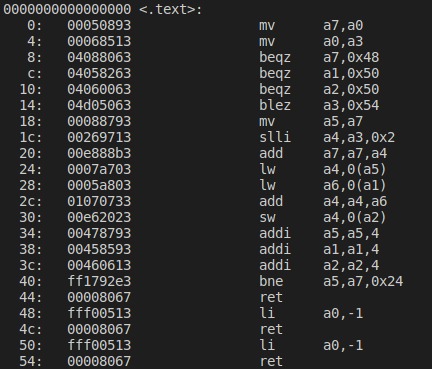 0000000000000000 <.text>:
0: 00050893 mv a7,a0
4: 00068513 mv a0,a3
8: 04088063 beqz a7,0x48
c: 04058263 beqz a1,0x50
10: 04060063 beqz a2,0x50
14: 04d05063 blez a3,0x54
18: 00088793 mv a5,a7
1c: 00269713 slli a4,a3,0x2
20: 00e888b3 add a7,a7,a4
24: 0007a703 lw a4,0(a5)
28: 0005a803 lw a6,0(a1)
2c: 01070733 add a4,a4,a6
30: 00e62023 sw a4,0(a2)
34: 00478793 addi a5,a5,4
38: 00458593 addi a1,a1,4
3c: 00460613 addi a2,a2,4
40: ff1792e3 bne a5,a7,0x24
44: 00008067 ret
48: fff00513 li a0,-1
4c: 00008067 ret
50: fff00513 li a0,-1
54: 00008067 ret